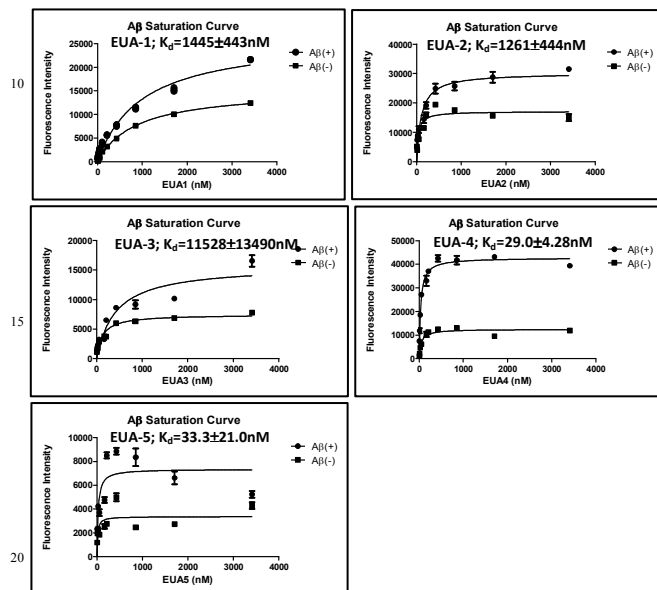 10
15
20
Aβ Saturation Curve
EUA-1; Kd=1445±443nM
Aβ(+)
Aβ(-)
Fluorescence Intensity
25000
20000
15000
10000
5000
0
0 1000 2000 3000 4000
EUA1 (nM)
Aβ Saturation Curve
EUA-2; Kd=1261±444nM
Aβ(+)
Aβ(-)
Fluorescence Intensity
40000
30000
20000
10000
0
0 1000 2000 3000 4000
EUA2 (nM)
Aβ Saturation Curve
EUA-3; Kd=11528±13490nM
Aβ(+)
Aβ(-)
Fluorescence Intensity
20000
15000
10000
5000
0
0 1000 2000 3000 4000
EUA3 (nM)
Aβ Saturation Curve
EUA-4; Kd=29.0±4.28nM
Aβ(+)
Aβ(-)
Fluorescence Intensity
50000
40000
30000
20000
10000
0
0 1000 2000 3000 4000
EUA4 (nM)
Aβ Saturation Curve
EUA-5; Kd=33.3±21.0nM
Aβ(+)
Aβ(-)
Fluorescence Intensity
10000
8000
6000
4000
2000
0
0 1000 2000 3000 4000
EUA5 (nM)